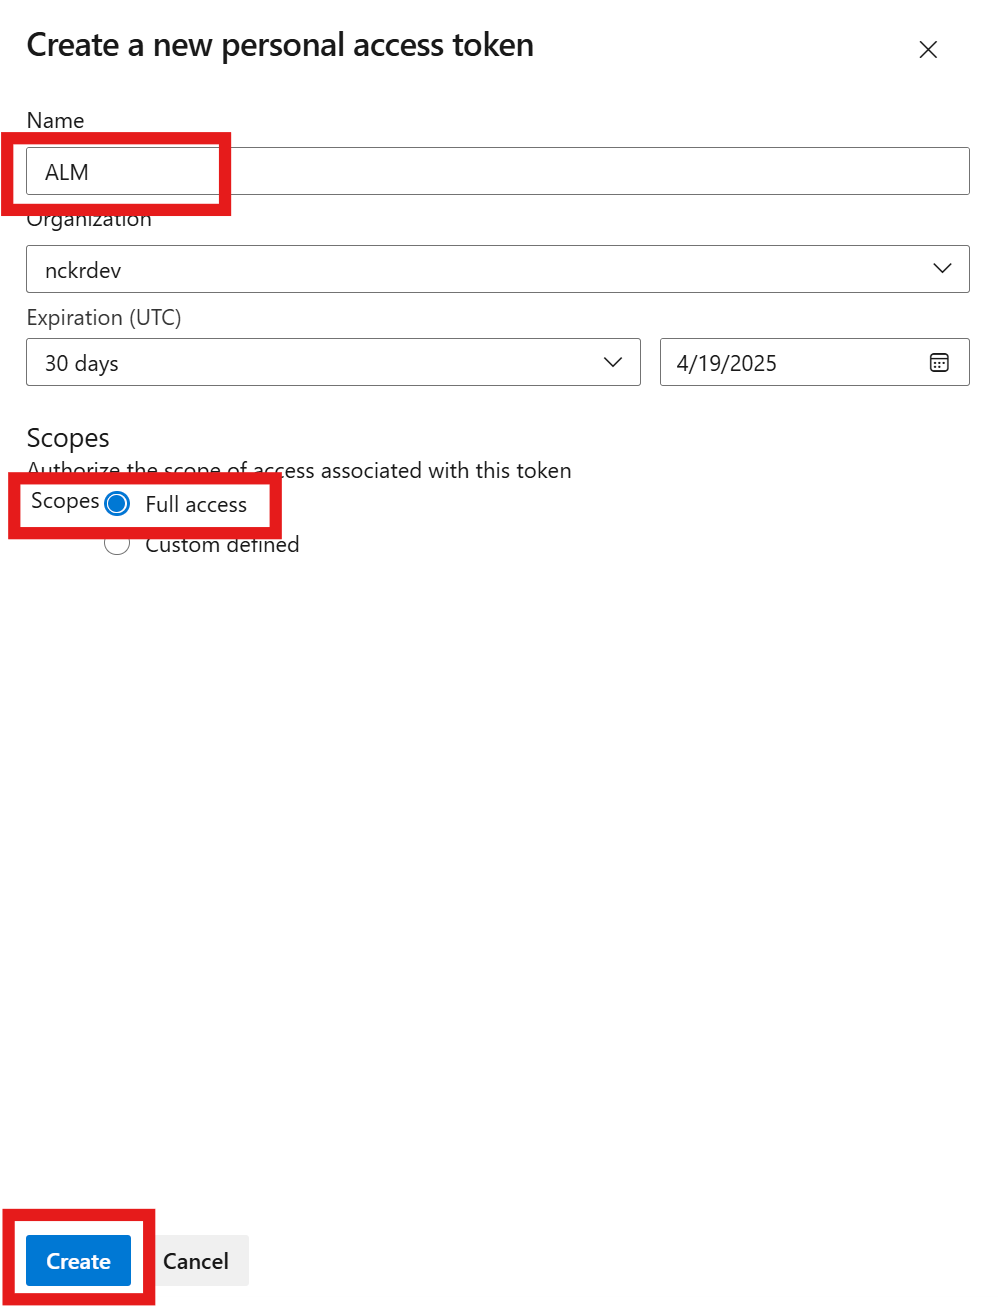 Create a new personal access token
Name
ALM
Organization
nckrdev
Expiration (UTC)
30 days 4/19/2025
Scopes
Authorize the scope of access associated with this token
Scopes Full access
Custom defined
Create Cancel